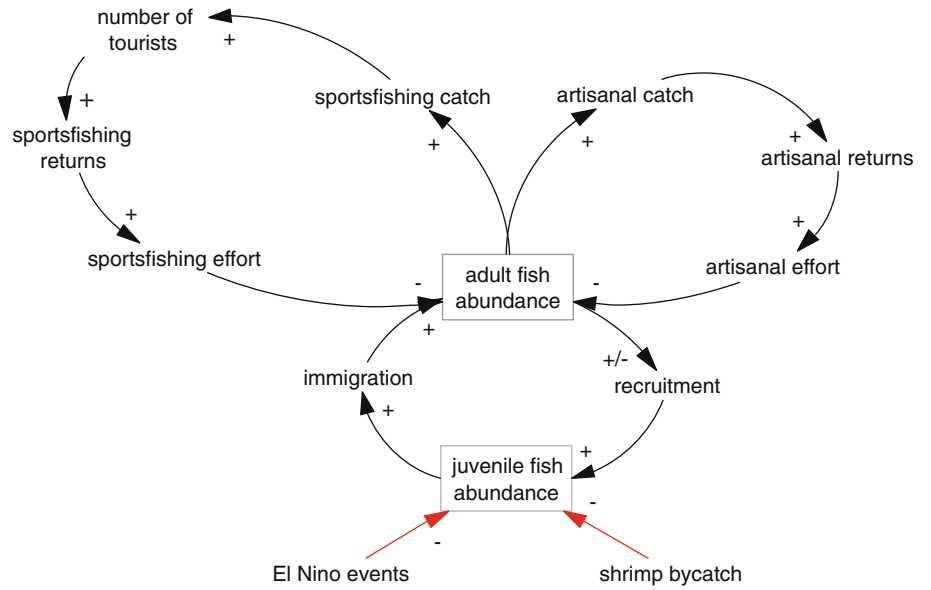 number of
tourists
+
sportsfishing catch
artisanal catch
+
+
+
+
sportsfishing
returns
artisanal returns
+
+
sportsfishing effort
artisanal effort
adult fish
abundance
-
-
+
+/-
immigration
recruitment
+
+
juvenile fish
abundance
-
-
El Nino events
shrimp bycatch